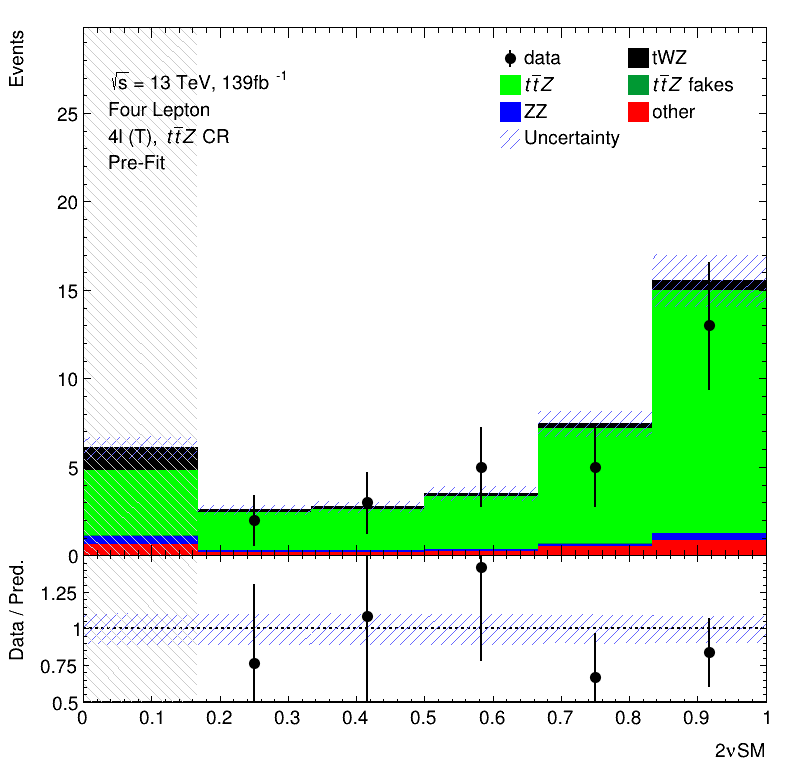 Events
√s = 13 TeV, 139fb⁻¹
Four Lepton
4l (T), tt̅Z CR
Pre-Fit
data
tWZ
tt̅Z
tt̅Z fakes
ZZ
other
Uncertainty
25
20
15
10
5
0
Data / Pred.
1.25
1
0.75
0.5
0 0.1 0.2 0.3 0.4 0.5 0.6 0.7 0.8 0.9 1
2νSM